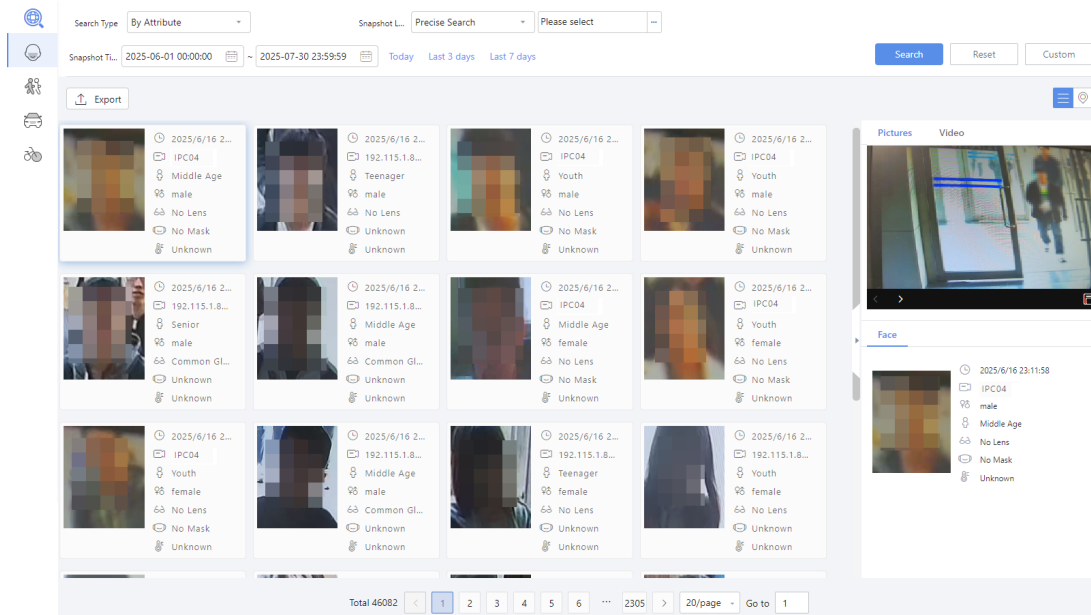 Search Type By Attribute Snapshot L... Precise Search Please select ...
Snapshot Ti... 2025-06-01 00:00:00 ~ 2025-07-30 23:59:59 Today Last 3 days Last 7 days Search Reset Custom
Export
2025/6/16 2...
IPC04
Middle Age
male
No Lens
No Mask
Unknown
2025/6/16 2...
192.115.1.8...
Teenager
male
No Lens
Unknown
Unknown
2025/6/16 2...
IPC04
Youth
male
No Lens
No Mask
Unknown
2025/6/16 2...
IPC04
Youth
male
No Lens
No Mask
Unknown
2025/6/16 2...
192.115.1.8...
Senior
male
Common Gl...
Unknown
Unknown
2025/6/16 2...
192.115.1.8...
Middle Age
male
Common Gl...
Unknown
Unknown
2025/6/16 2...
IPC04
Middle Age
male
No Lens
No Mask
Unknown
2025/6/16 2...
IPC04
Youth
female
No Lens
No Mask
Unknown
2025/6/16 2...
IPC04
Youth
female
No Lens
No Mask
Unknown
2025/6/16 2...
192.115.1.8...
Middle Age
male
Common Gl...
Unknown
Unknown
2025/6/16 2...
192.115.1.8...
Teenager
female
No Lens
Unknown
Unknown
2025/6/16 2...
192.115.1.8...
Youth
female
No Lens
Unknown
Unknown
Pictures Video
Face
2025/6/16 23:11:58
IPC04
male
Middle Age
No Lens
No Mask
Unknown
Total 46082 < 1 2 3 4 5 6 ... 2305 > 20/page Go to 1